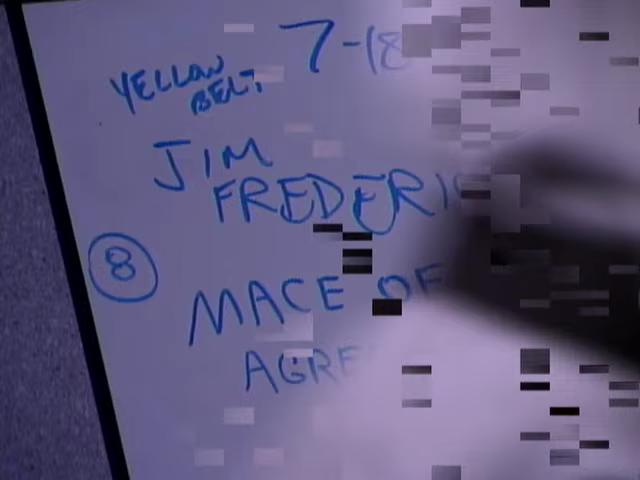 YELLOW 7-18
BELT
JIM
FREDERI
8
MACE OF
AGRE